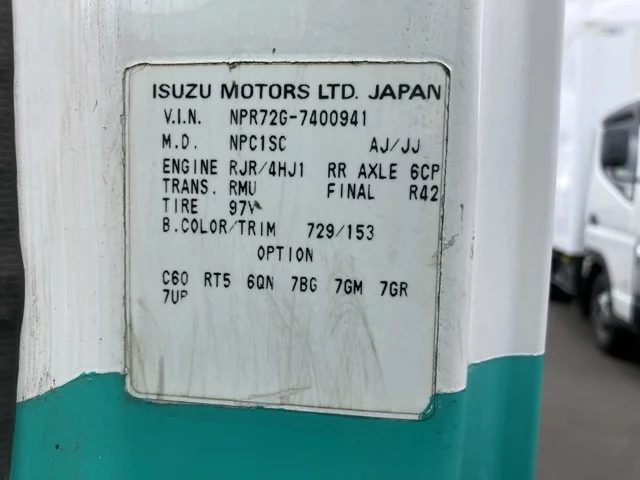 ISUZU MOTORS LTD. JAPAN
V.I.N. NPR72G-7400941
M.D. NPC1SC AJ/JJ
ENGINE RJR/4HJ1 RR AXLE 6CP
TRANS. RMU FINAL R42
TIRE 97V
B.COLOR/TRIM 729/153
OPTION
C60 RT5 6QN 7BG 7GM 7GR
7UP